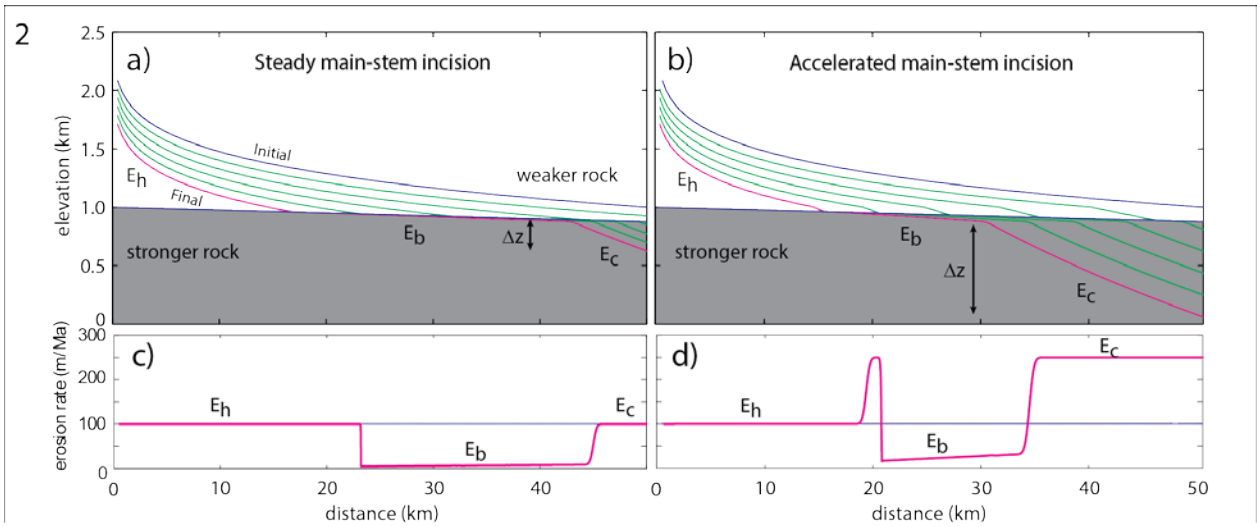 2
a)
Steady main-stem incision
b)
Accelerated main-stem incision
2.5
2.0
1.5
1.0
0.5
0
elevation (km)
Initial
Final
Eh
weaker rock
Eb
Δz
Ec
stronger rock
Eh
weaker rock
Eb
Δz
Ec
stronger rock
c)
300
200
100
0
erosion rate (m/Ma)
Eh
Eb
Ec
0
10
20
30
40
distance (km)
d)
Eh
Eb
Ec
0
10
20
30
40
50
distance (km)